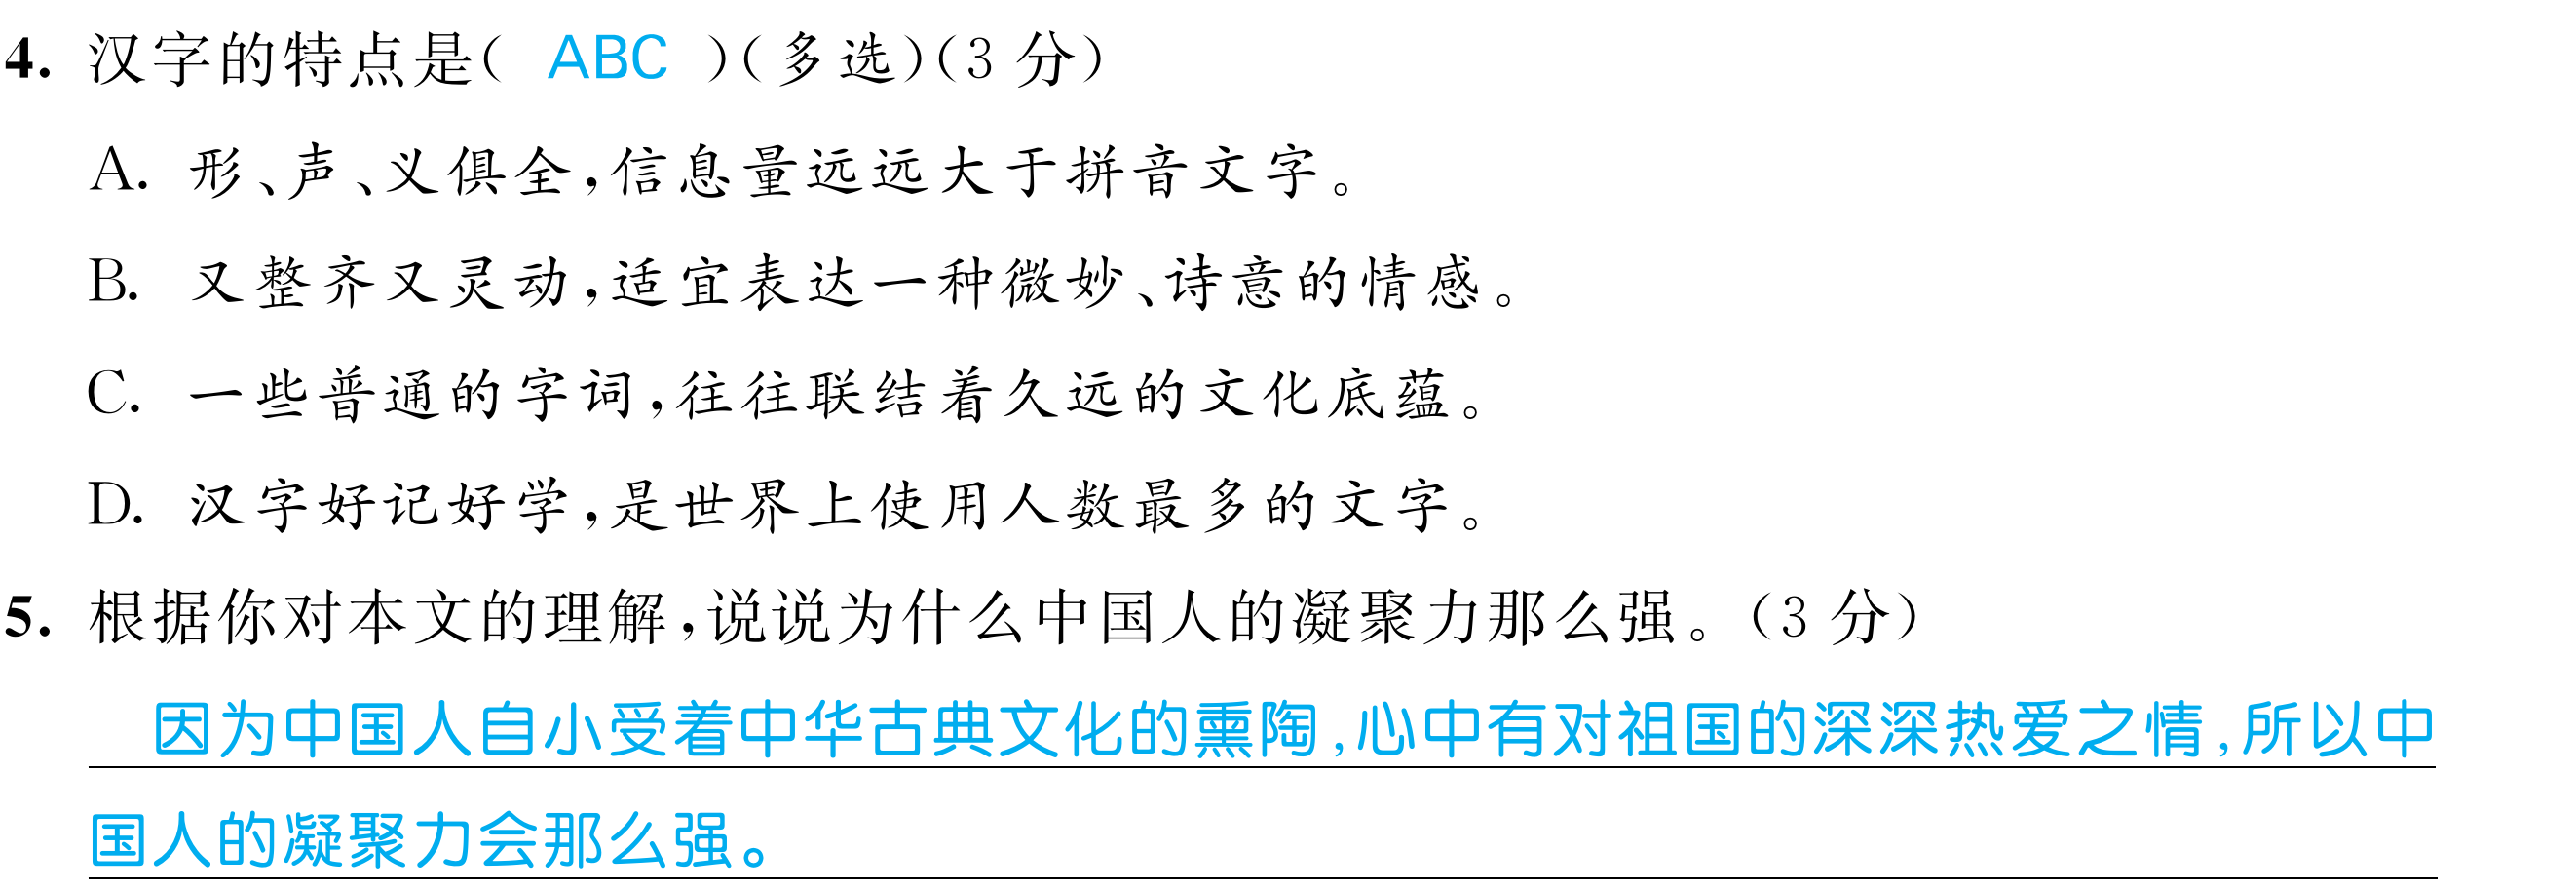 4. 汉字的特点是( ABC )(多选)(3 分)
A. 形、声、义俱全,信息量远远大于拼音文字。
B. 又整齐又灵动,适宜表达一种微妙、诗意的情感。
C. 一些普通的字词,往往联结着久远的文化底蕴。
D. 汉字好记好学,是世界上使用人数最多的文字。
5. 根据你对本文的理解,说说为什么中国人的凝聚力那么强。(3 分)
因为中国人自小受着中华古典文化的熏陶,心中有对祖国的深深热爱之情,所以中
国人的凝聚力会那么强。